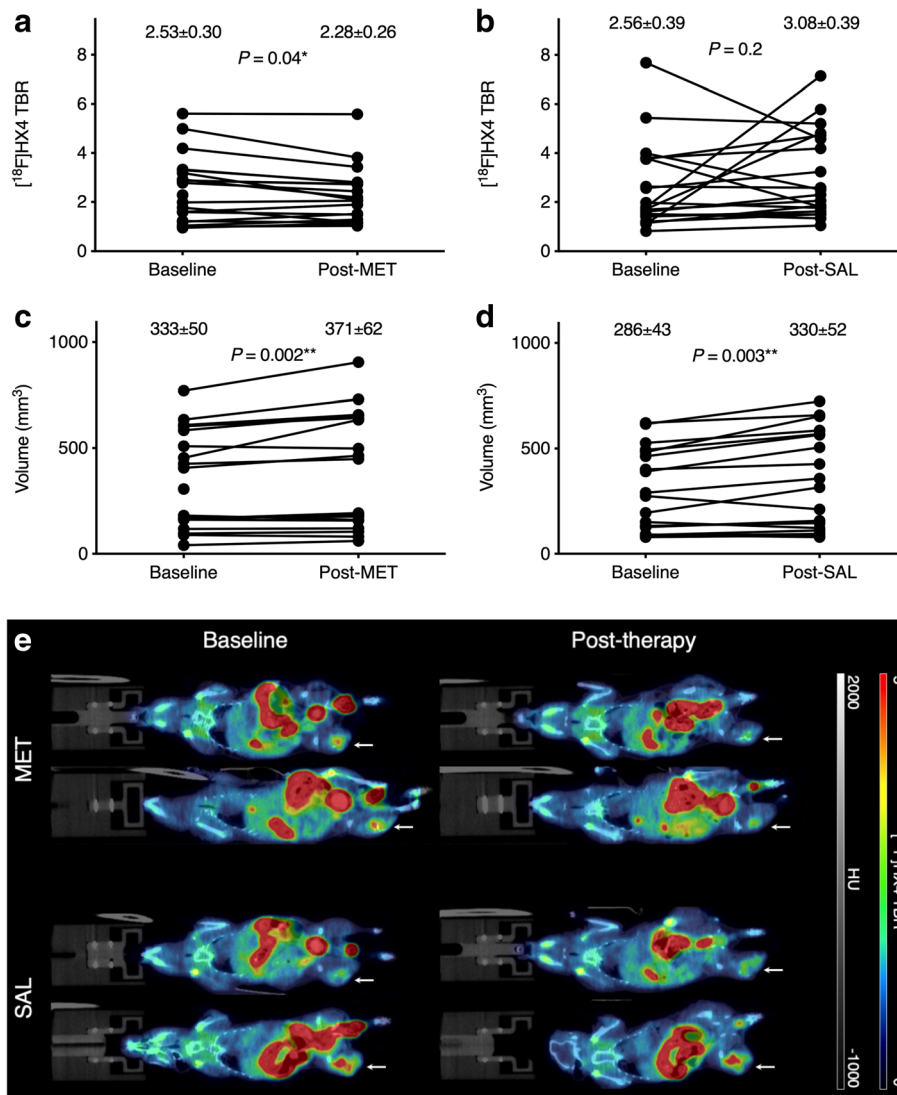 a
2.53±0.30 2.28±0.26
P = 0.04*
[¹⁸F]HX4 TBR
8
6
4
2
0
Baseline Post-MET
b
2.56±0.39 3.08±0.39
P = 0.2
[¹⁸F]HX4 TBR
8
6
4
2
0
Baseline Post-SAL
c
333±50 371±62
P = 0.002**
Volume (mm³)
1000
500
0
Baseline Post-MET
d
286±43 330±52
P = 0.003**
Volume (mm³)
1000
500
0
Baseline Post-SAL
e
Baseline Post-therapy
MET
SAL
2000
HU
-1000